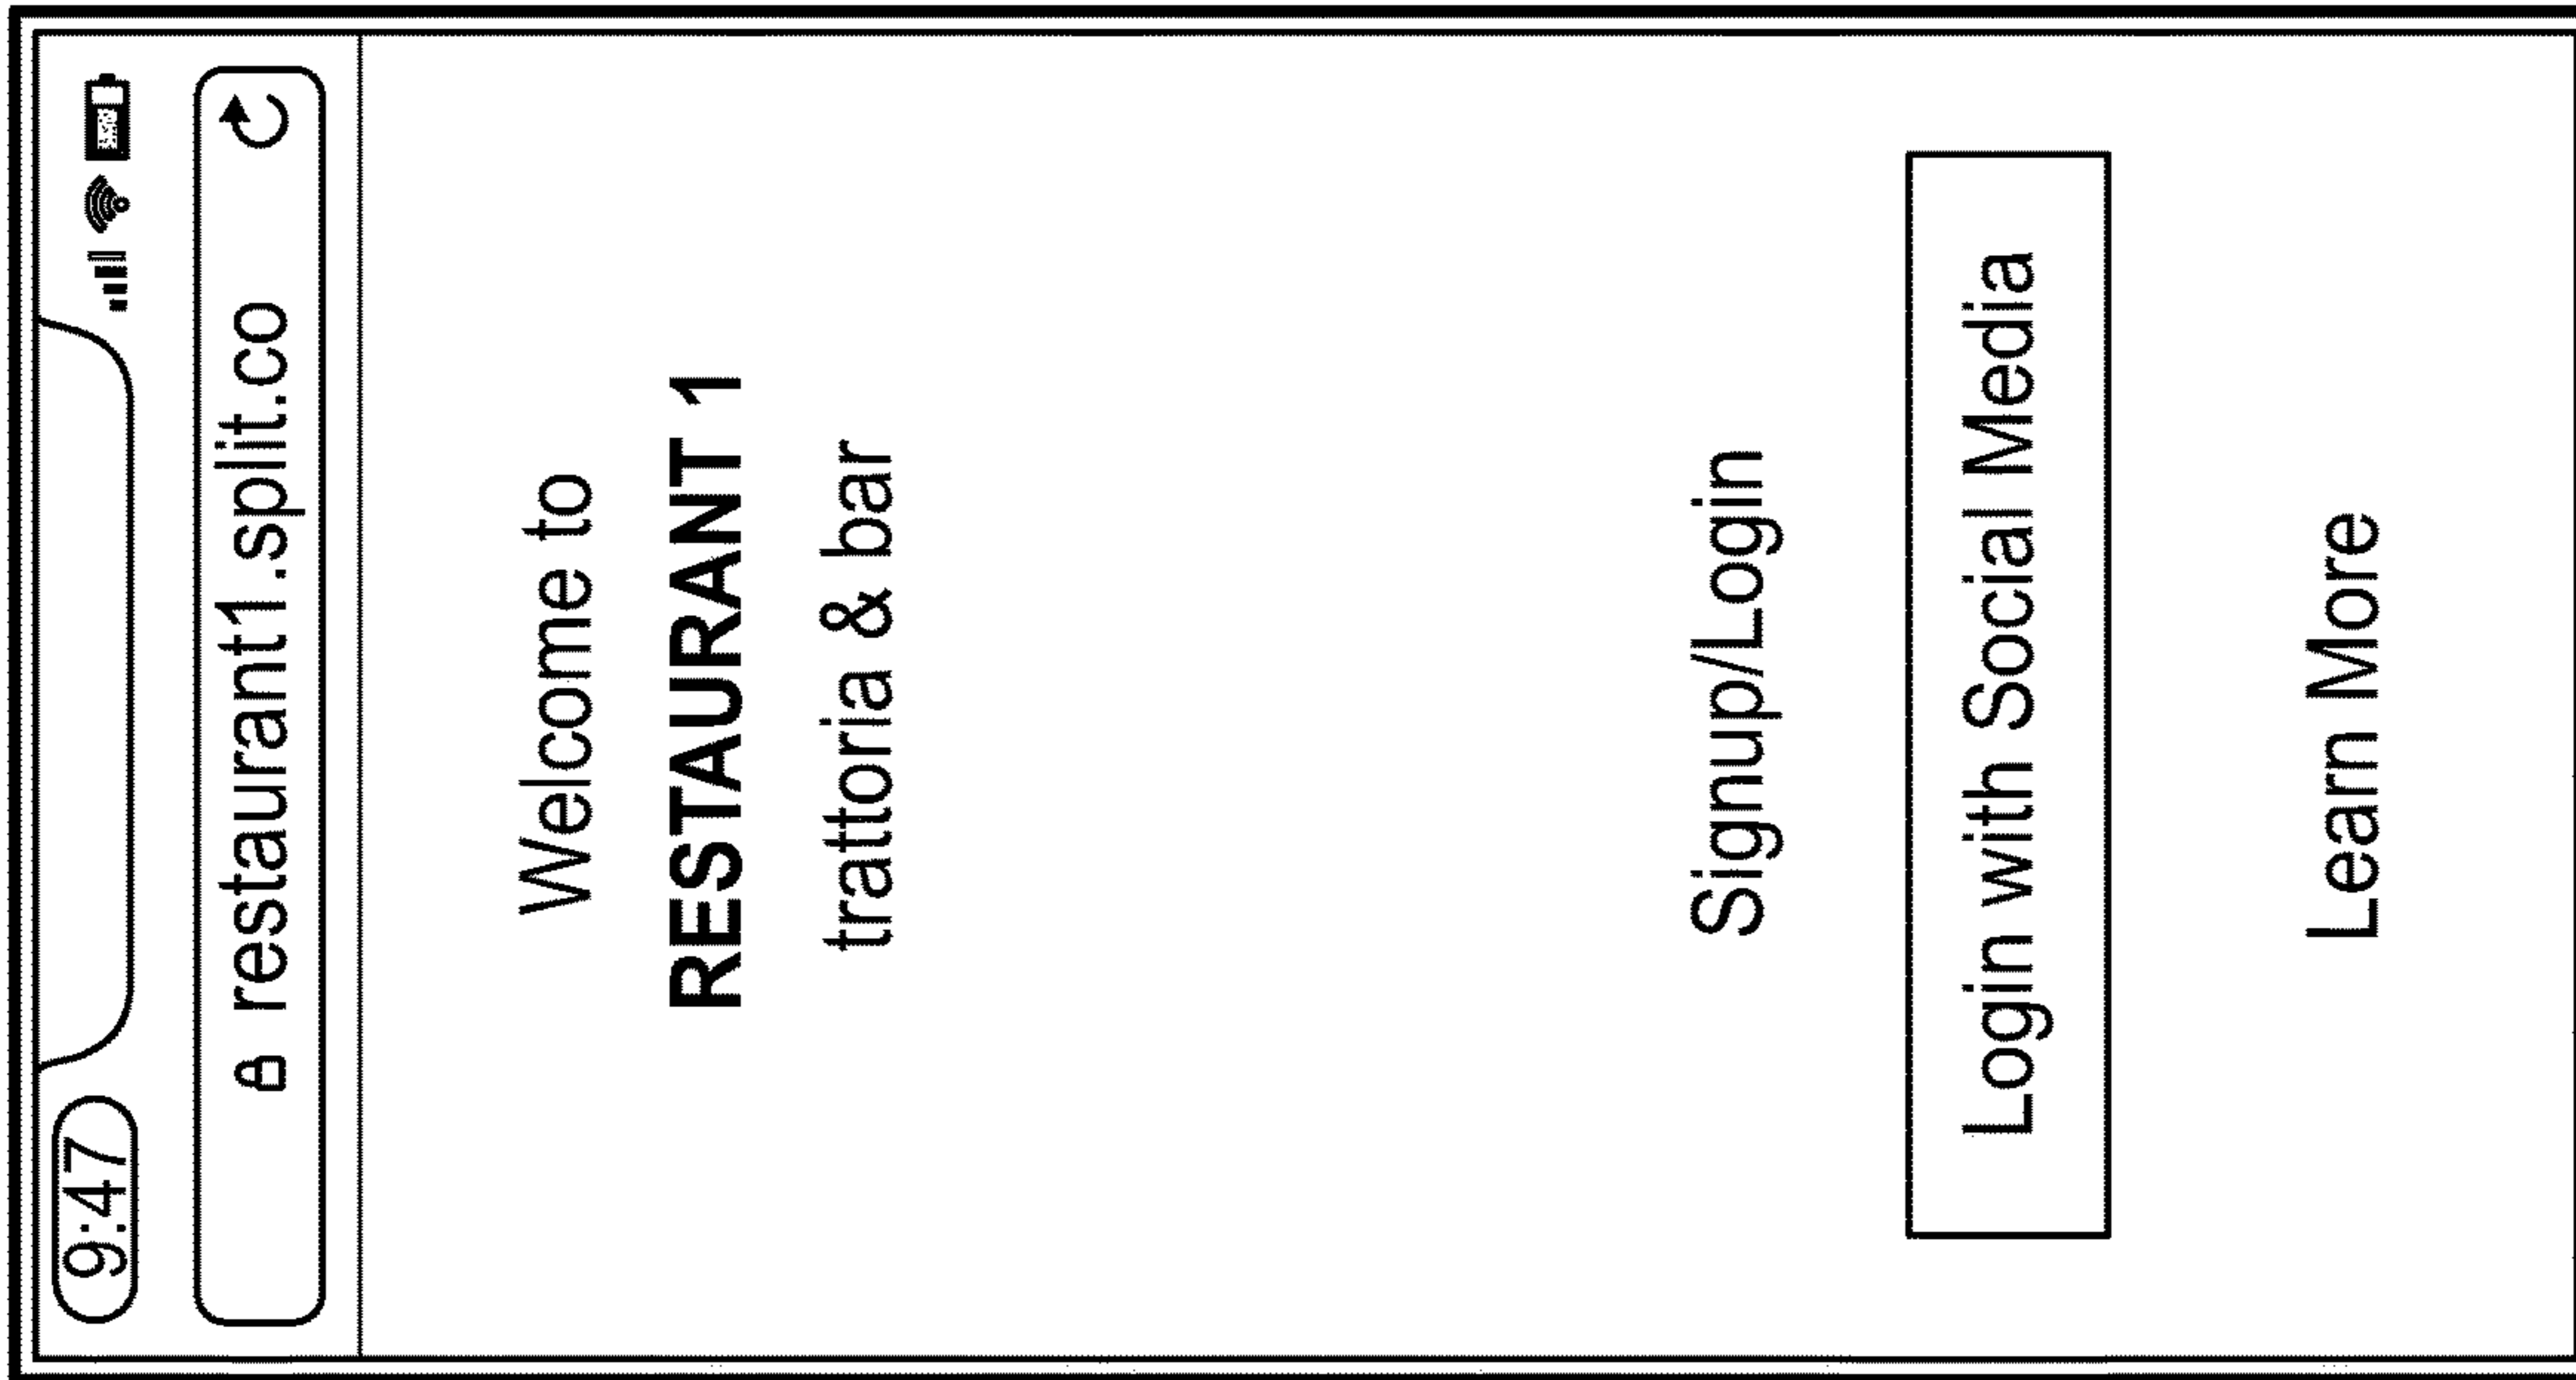 9:47
restaurant1.split.co
Welcome to
RESTAURANT 1
trattoria & bar
Signup/Login
Login with Social Media
Learn More